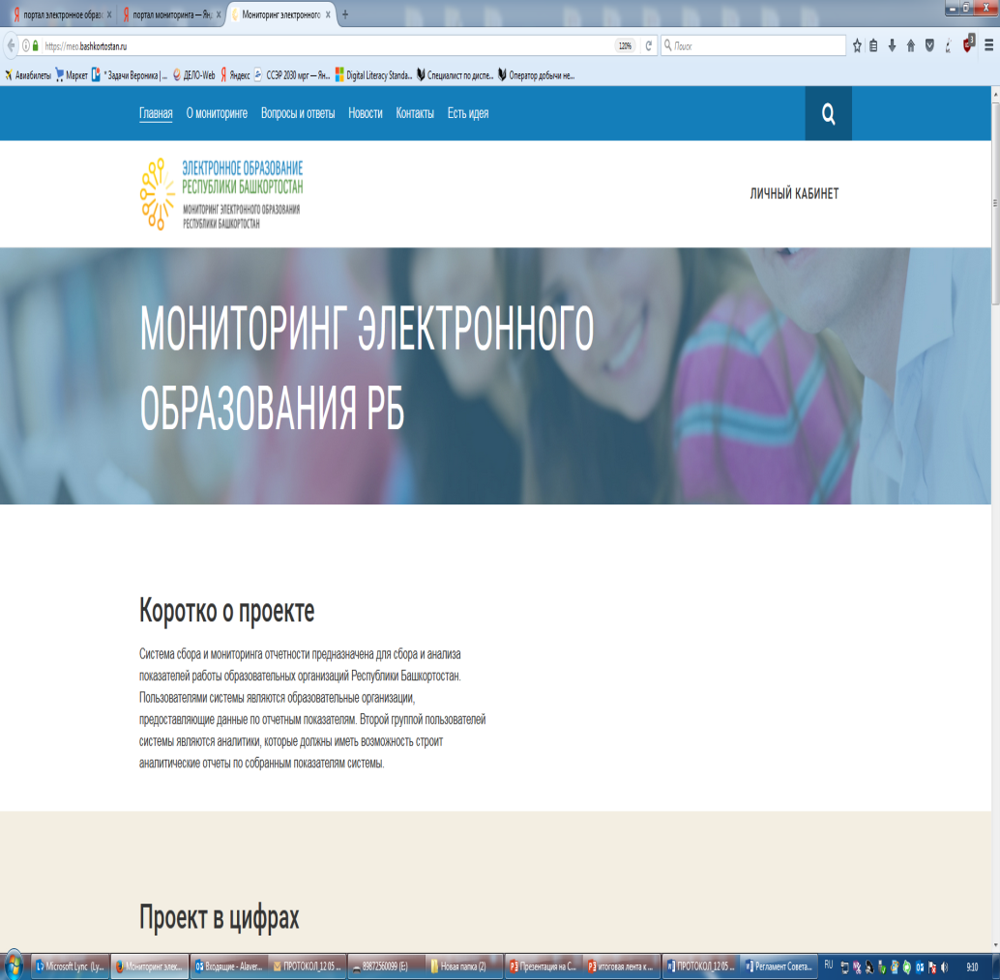 портал электронное образ
портал мониторинга — Ян
Мониторинг электронного
https://meo.bashkortostan.ru
120%
Поиск
3
Авиабилеты
Маркет
* Задачи Вероника |...
ДЕЛО-Web
Яндекс
ССЭР 2030 мрг — Ян...
Digital Literacy Standa...
Специалист по диспе...
Оператор добычи не...
Главная
О мониторинге
Вопросы и ответы
Новости
Контакты
Есть идея
ЭЛЕКТРОННОЕ ОБРАЗОВАНИЕ
РЕСПУБЛИКИ БАШКОРТОСТАН
МОНИТОРИНГ ЭЛЕКТРОННОГО ОБРАЗОВАНИЯ
РЕСПУБЛИКИ БАШКОРТОСТАН
ЛИЧНЫЙ КАБИНЕТ
МОНИТОРИНГ ЭЛЕКТРОННОГО
ОБРАЗОВАНИЯ РБ
Коротко о проекте
Система сбора и мониторинга отчетности предназначена для сбора и анализа
показателей работы образовательных организаций Республики Башкортостан.
Пользователями системы являются образовательные организации,
предоставляющие данные по отчетным показателям. Второй группой пользователей
системы являются аналитики, которые должны иметь возможность строит
аналитические отчеты по собранным показателям системы.
Проект в цифрах
Microsoft Lync (Ly...
Мониторинг элек...
Входящие - Alaver...
ПРОТОКОЛ 12 05 ...
89872560099 (E)
Новая папка (2)
Презентация на С...
итоговая лента к ...
ПРОТОКОЛ 12 05 ...
Регламент Совета...
RU
9:10